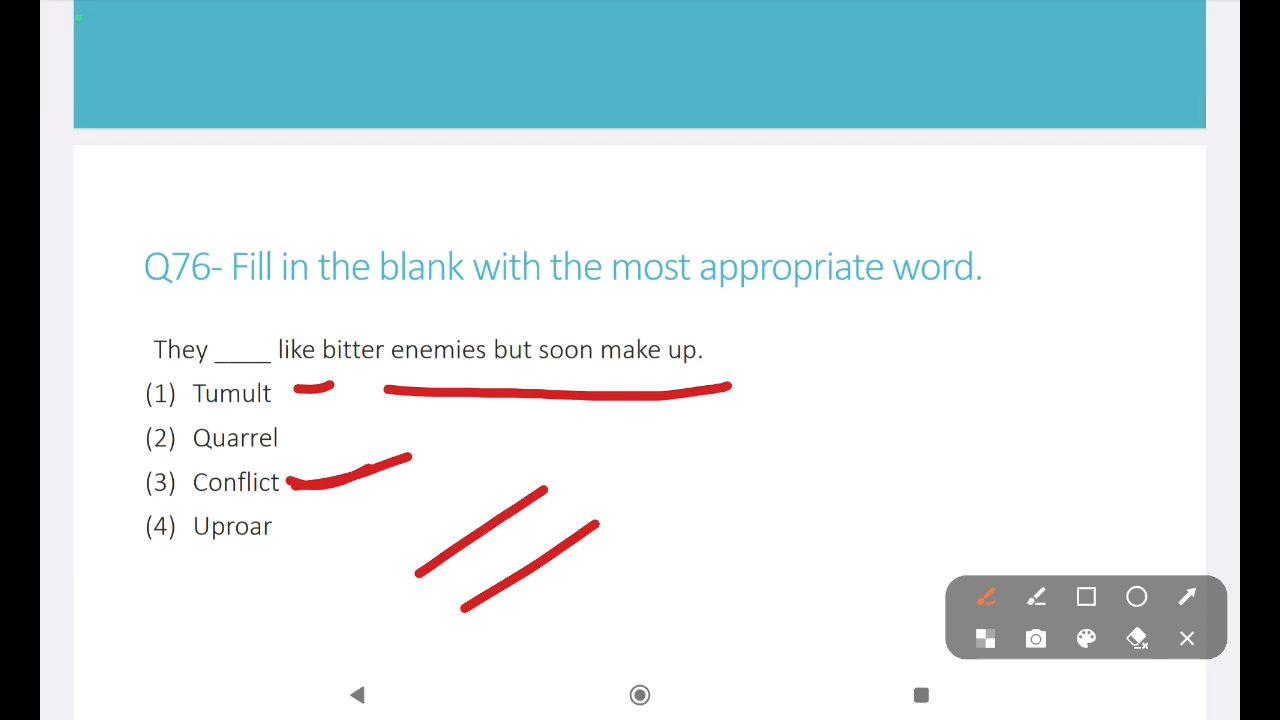 Q76- Fill in the blank with the most appropriate word.
They ____ like bitter enemies but soon make up.
(1) Tumult
(2) Quarrel
(3) Conflict
(4) Uproar